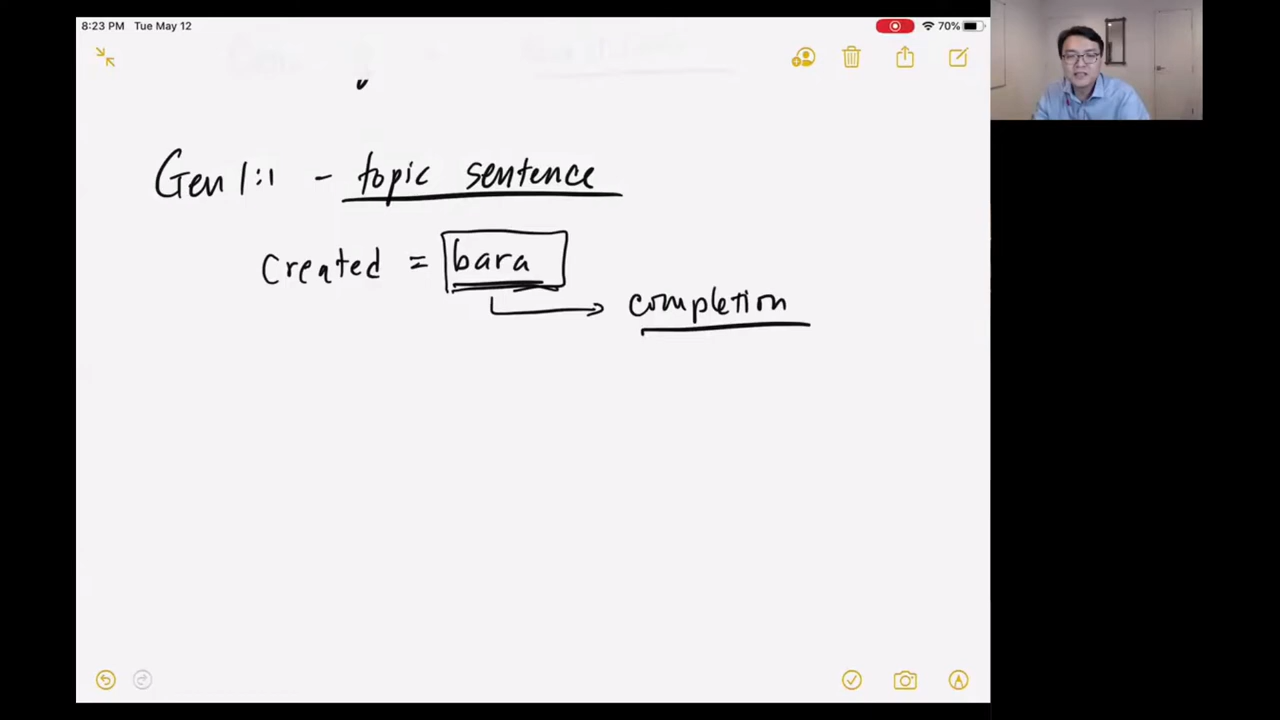 8:23 PM Tue May 12
70%
Gen 1:1 - topic sentence
created = bara
completion